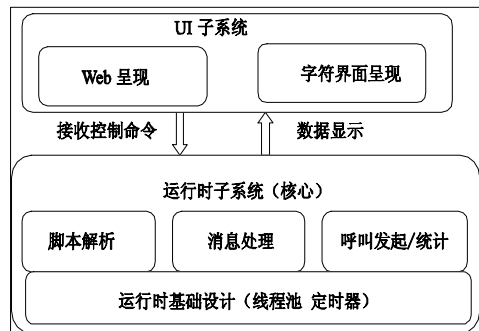 UI 子系统
Web 呈现
字符界面呈现
接收控制命令
数据显示
运行时子系统（核心）
脚本解析
消息处理
呼叫发起/统计
运行时基础设计（线程池 定时器）